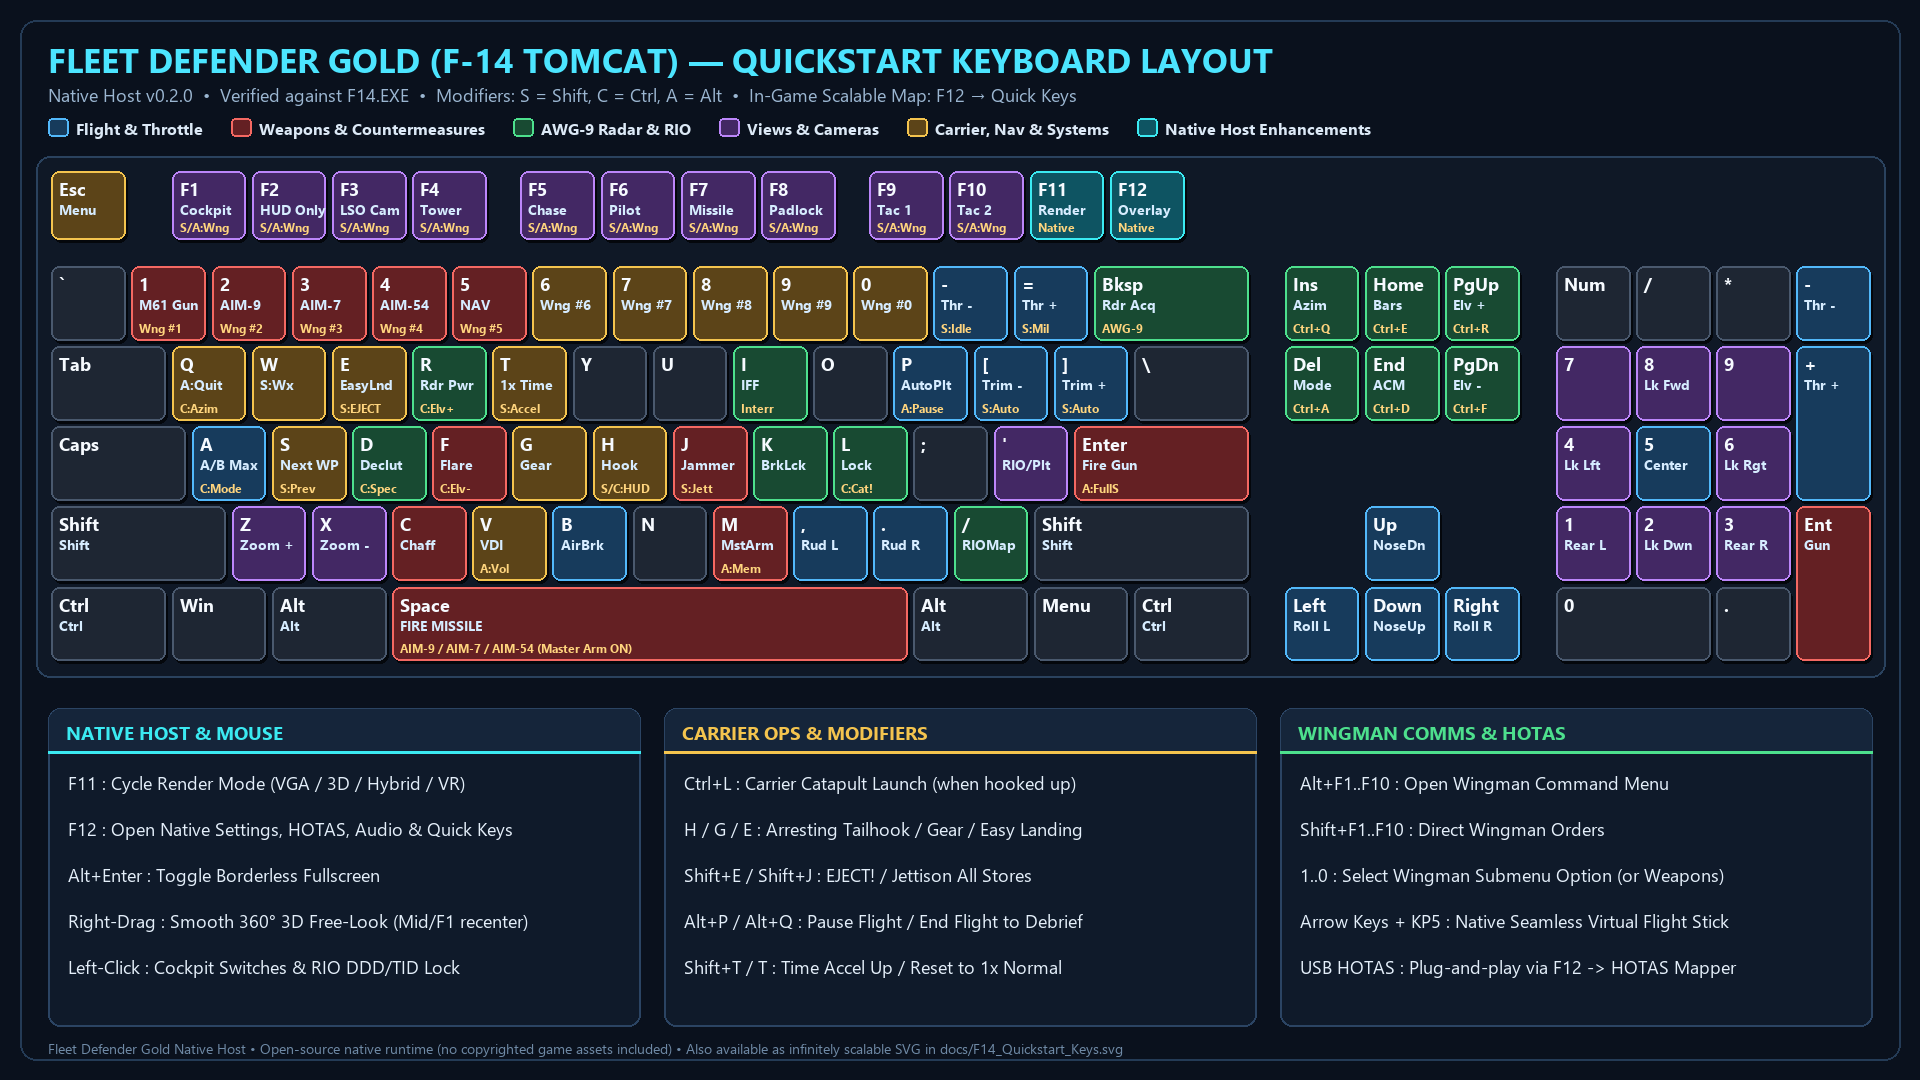 FLEET DEFENDER GOLD (F-14 TOMCAT) — QUICKSTART KEYBOARD LAYOUT
Native Host v0.2.0 • Verified against F14.EXE • Modifiers: S = Shift, C = Ctrl, A = Alt • In-Game Scalable Map: F12 → Quick Keys
Flight & Throttle Weapons & Countermeasures AWG-9 Radar & RIO Views & Cameras Carrier, Nav & Systems Native Host Enhancements
Esc F1 F2 F3 F4 F5 F6 F7 F8 F9 F10 F11 F12
Menu Cockpit HUD Only LSO Cam Tower Chase Pilot Missile Padlock Tac 1 Tac 2 Render Overlay
S/A:Wng S/A:Wng S/A:Wng S/A:Wng S/A:Wng S/A:Wng S/A:Wng S/A:Wng S/A:Wng S/A:Wng Native Native
` 1 2 3 4 5 6 7 8 9 0 - = Bksp Ins Home PgUp Num / * -
M61 Gun AIM-9 AIM-7 AIM-54 NAV Wng #6 Wng #7 Wng #8 Wng #9 Wng #0 Thr - Thr + Rdr Acq Azim Bars Elv + Thr -
Wng #1 Wng #2 Wng #3 Wng #4 Wng #5 S:Idle S:Mil AWG-9 Ctrl+Q Ctrl+E Ctrl+R
Tab Q W E R T Y U I O P [ ] \ Del End PgDn 7 8 9 +
A:Quit S:Wx EasyLnd Rdr Pwr 1x Time IFF AutoPlt Trim - Trim + Mode ACM Elv - Lk Fwd Thr +
C:Azim S:EJECT C:Elv+ S:Accel Interr A:Pause S:Auto S:Auto Ctrl+A Ctrl+D Ctrl+F
Caps A S D F G H J K L ; ' Enter 4 5 6
A/B Max Next WP Declut Flare Gear Hook Jammer BrkLck Lock RIO/Plt Fire Gun Lk Lft Center Lk Rgt
C:Mode S:Prev C:Spec C:Elv- S/C:HUD S:Jett C:Cat! A:FullS
Shift Z X C V B N M , . / Shift Up 1 2 3 Ent
Shift Zoom + Zoom - Chaff VDI AirBrk MstArm Rud L Rud R RIOMap Shift NoseDn Rear L Lk Dwn Rear R Gun
A:Vol A:Mem
Ctrl Win Alt Space Alt Menu Ctrl Left Down Right 0 .
Ctrl Alt FIRE MISSILE Alt Ctrl Roll L NoseUp Roll R
AIM-9 / AIM-7 / AIM-54 (Master Arm ON)
NATIVE HOST & MOUSE
F11 : Cycle Render Mode (VGA / 3D / Hybrid / VR)
F12 : Open Native Settings, HOTAS, Audio & Quick Keys
Alt+Enter : Toggle Borderless Fullscreen
Right-Drag : Smooth 360° 3D Free-Look (Mid/F1 recenter)
Left-Click : Cockpit Switches & RIO DDD/TID Lock
CARRIER OPS & MODIFIERS
Ctrl+L : Carrier Catapult Launch (when hooked up)
H / G / E : Arresting Tailhook / Gear / Easy Landing
Shift+E / Shift+J : EJECT! / Jettison All Stores
Alt+P / Alt+Q : Pause Flight / End Flight to Debrief
Shift+T / T : Time Accel Up / Reset to 1x Normal
WINGMAN COMMS & HOTAS
Alt+F1..F10 : Open Wingman Command Menu
Shift+F1..F10 : Direct Wingman Orders
1..0 : Select Wingman Submenu Option (or Weapons)
Arrow Keys + KP5 : Native Seamless Virtual Flight Stick
USB HOTAS : Plug-and-play via F12 -> HOTAS Mapper
Fleet Defender Gold Native Host • Open-source native runtime (no copyrighted game assets included) • Also available as infinitely scalable SVG in docs/F14_Quickstart_Keys.svg